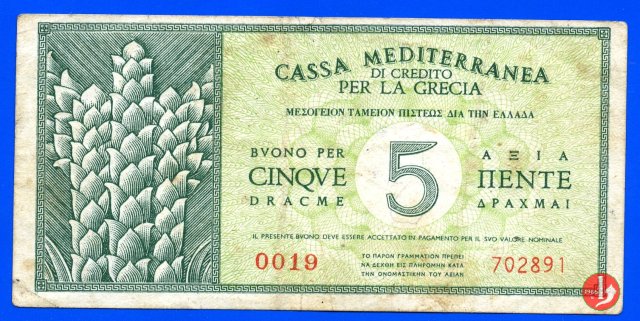 CASSA MEDITERRANEA
DI CREDITO
PER LA GRECIA
ΜΕΣΟΓΕΙΟΝ ΤΑΜΕΙΟΝ ΠΙΣΤΕΩΣ ΔΙΑ ΤΗΝ ΕΛΛΑΔΑ
BVONO PER
CINQVE
DRACME
5
ΑΞΙΑ
ΠΕΝΤΕ
ΔΡΑΧΜΑΙ
IL PRESENTE BVONO DEVE ESSERE ACCETTATO IN PAGAMENTO PER IL SVO VALORE NOMINALE
0019
ΤΟ ΠΑΡΟΝ ΓΡΑΜΜΑΤΙΟΝ ΠΡΕΠΕΙ
ΝΑ ΔΕΧΘΗ ΕΙΣ ΠΛΗΡΩΜΗΝ ΚΑΤΑ
ΤΗΝ ΟΝΟΜΑΣΤΙΚΗΝ ΤΟΥ ΑΞΙΑΝ
702891